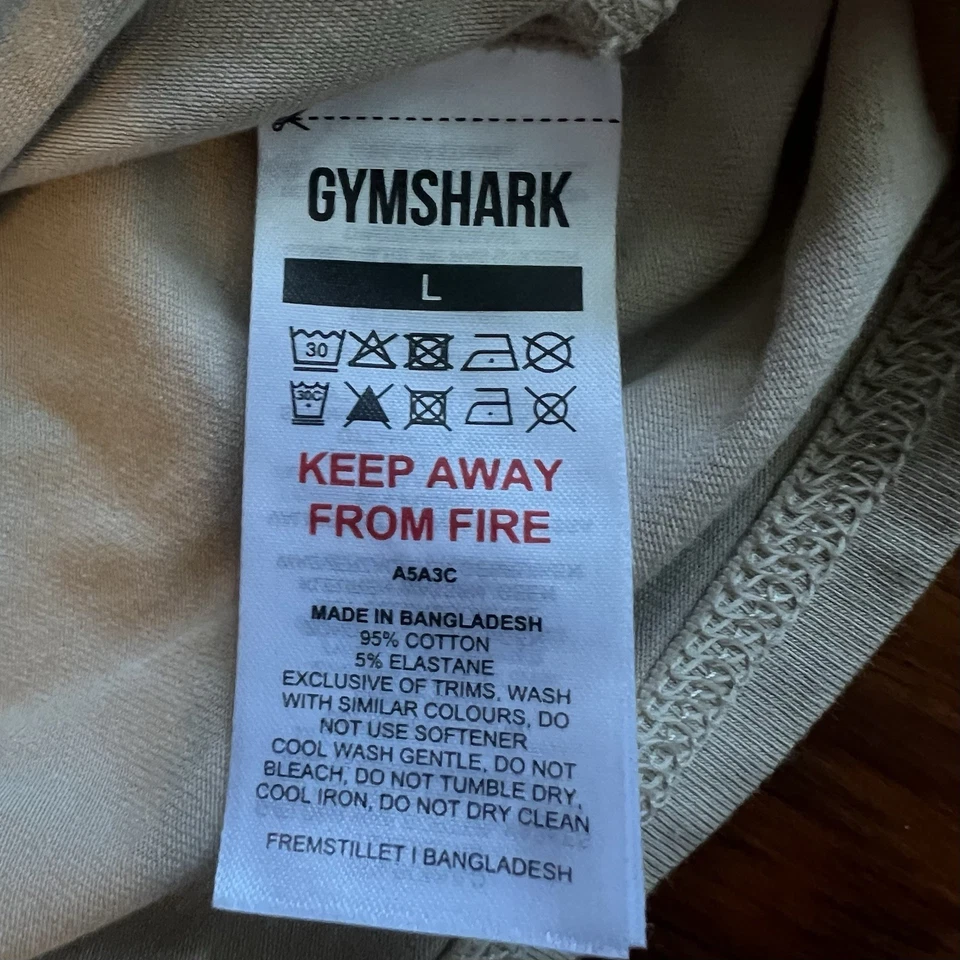 GYMSHARK
L
30
30C
KEEP AWAY
FROM FIRE
A5A3C
MADE IN BANGLADESH
95% COTTON
5% ELASTANE
EXCLUSIVE OF TRIMS. WASH
WITH SIMILAR COLOURS, DO
NOT USE SOFTENER
COOL WASH GENTLE, DO NOT
BLEACH, DO NOT TUMBLE DRY,
COOL IRON, DO NOT DRY CLEAN
FREMSTILLET I BANGLADESH